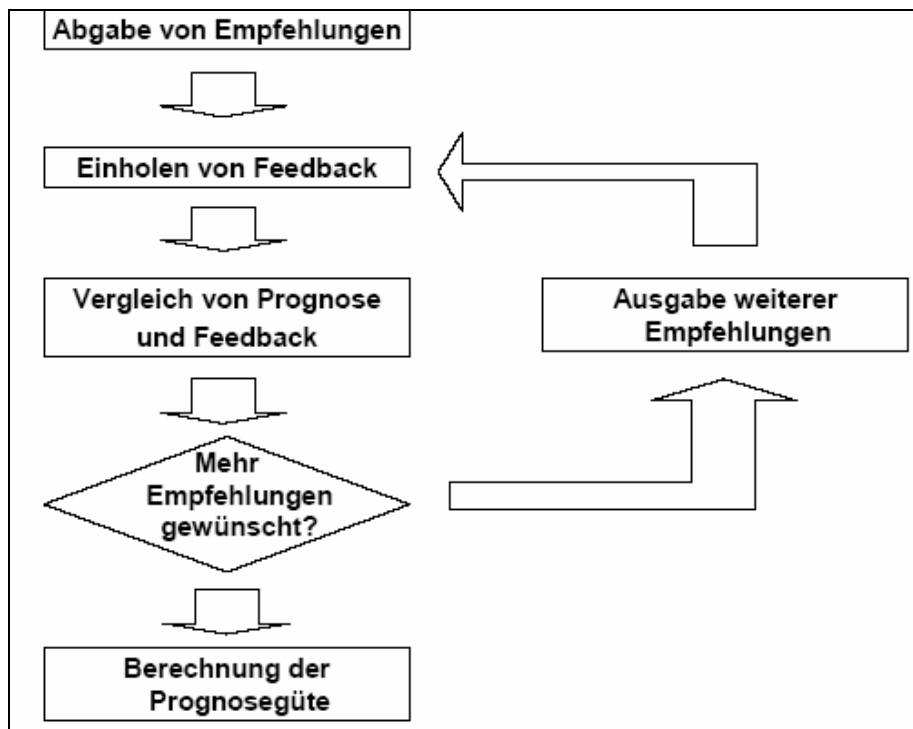 Abgabe von Empfehlungen
Einholen von Feedback
Vergleich von Prognose
und Feedback
Ausgabe weiterer
Empfehlungen
Mehr
Empfehlungen
gewünscht?
Berechnung der
Prognosegüte